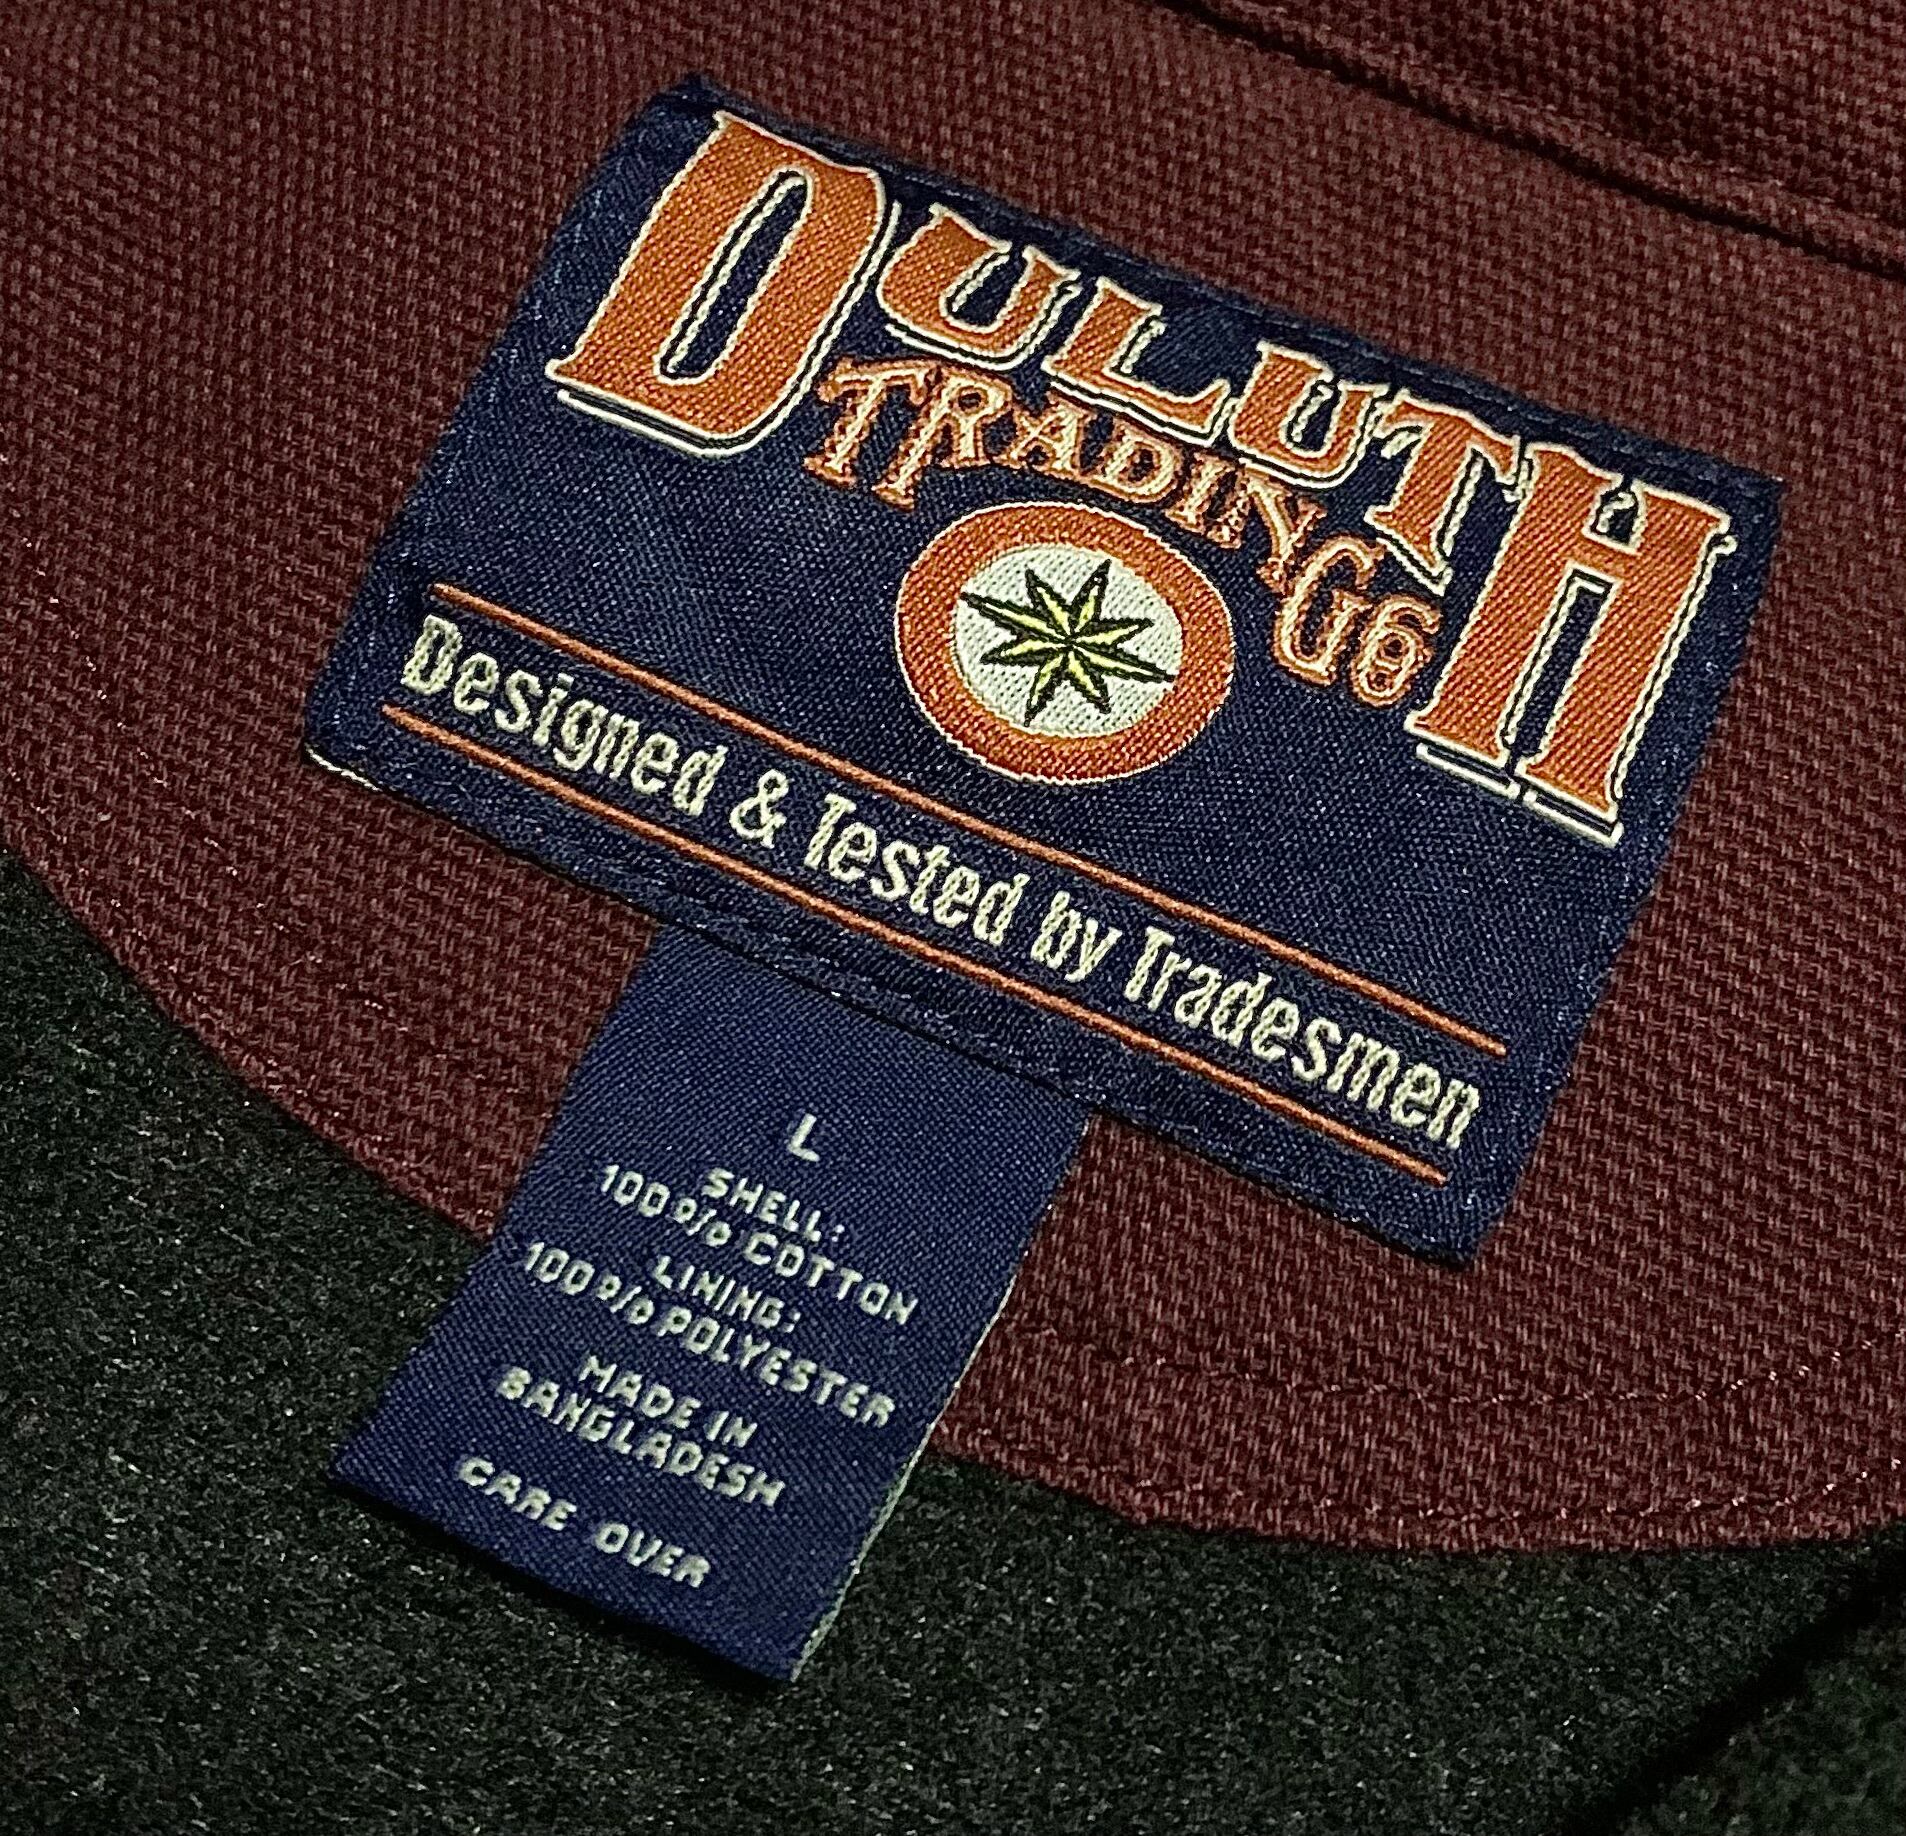 DULUTH
TRADING Co
Designed & Tested by Tradesmen
L
SHELL:
100% COTTON
LINING:
100% POLYESTER
MADE IN
BANGLADESH
CARE OVER